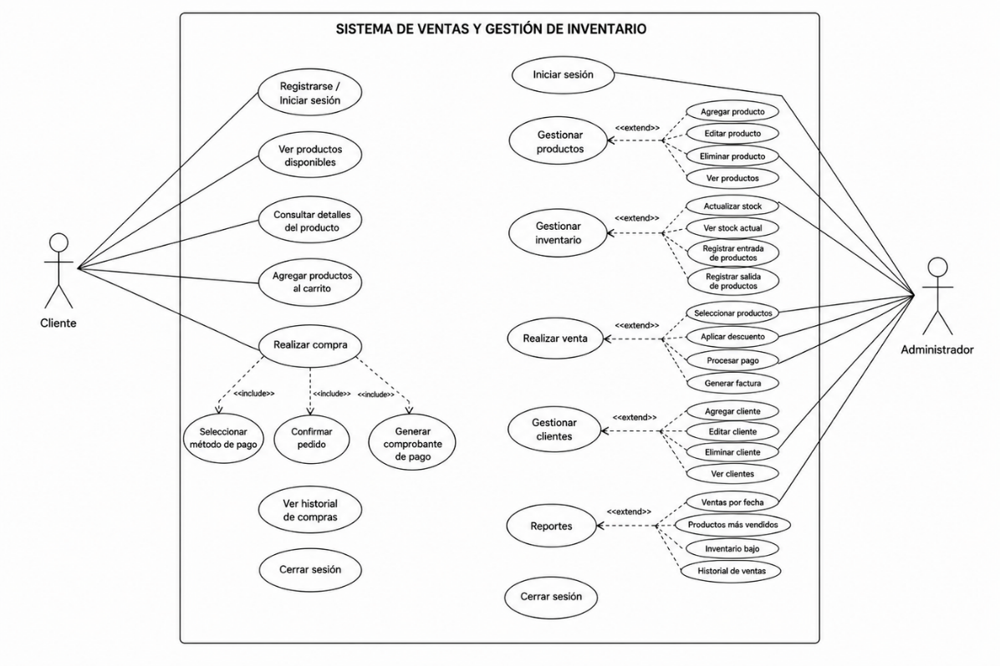 SISTEMA DE VENTAS Y GESTIÓN DE INVENTARIO
Registrarse /
Iniciar sesión
Ver productos
disponibles
Consultar detalles
del producto
Agregar productos
al carrito
Realizar compra
<<include>>
<<include>>
<<include>>
Seleccionar
método de pago
Confirmar
pedido
Generar
comprobante
de pago
Ver historial
de compras
Cerrar sesión
Cliente
Iniciar sesión
Gestionar
productos
<<extend>>
Agregar producto
Editar producto
Eliminar producto
Ver productos
Gestionar
inventario
<<extend>>
Actualizar stock
Ver stock actual
Registrar entrada
de productos
Registrar salida
de productos
Realizar venta
<<extend>>
Seleccionar productos
Aplicar descuento
Procesar pago
Generar factura
Gestionar
clientes
<<extend>>
Agregar cliente
Editar cliente
Eliminar cliente
Ver clientes
Reportes
<<extend>>
Ventas por fecha
Productos más vendidos
Inventario bajo
Historial de ventas
Cerrar sesión
Administrador